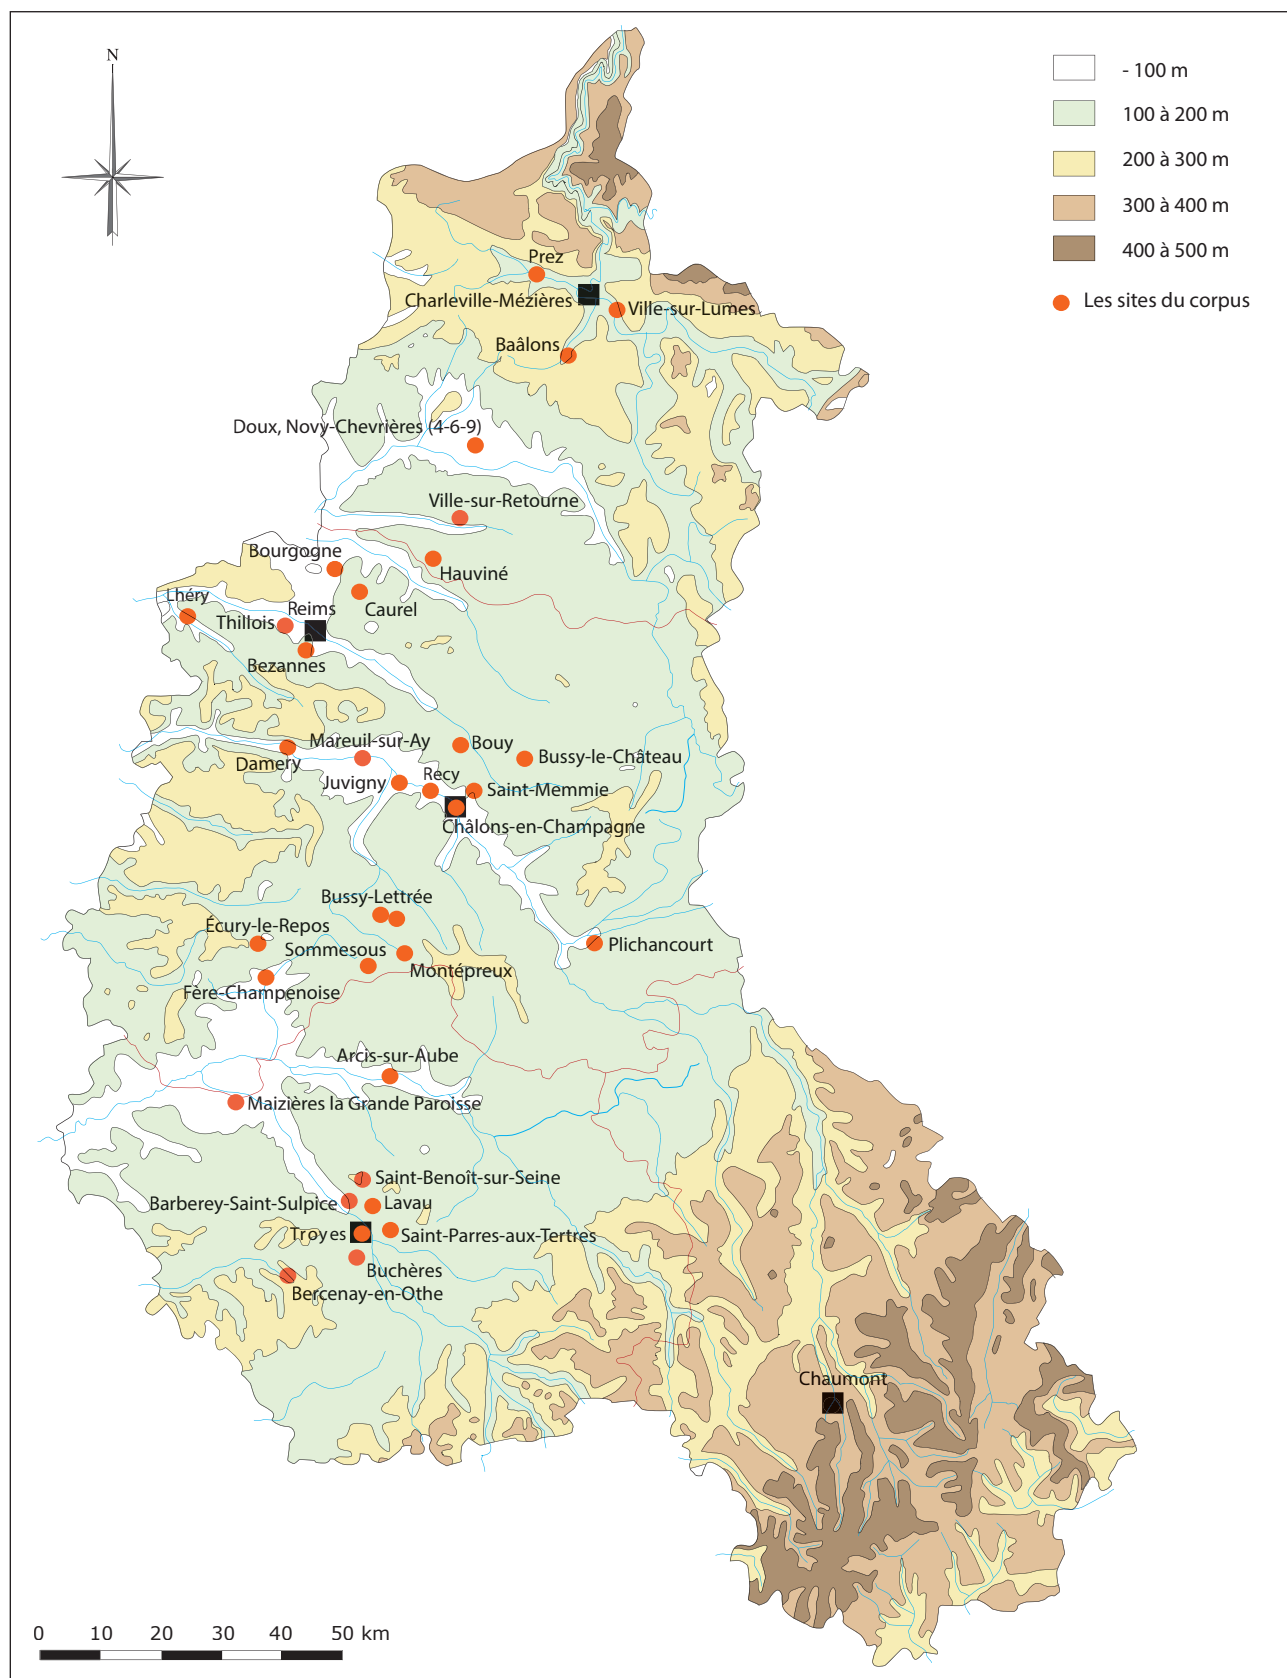 N
- 100 m
100 à 200 m
200 à 300 m
300 à 400 m
400 à 500 m
Les sites du corpus
Prez
Charleville-Mézières
Ville-sur-Lumes
Baâlons
Doux, Novy-Chevrières (4-6-9)
Ville-sur-Retourne
Bourgogne
Hauviné
Lhéry
Caurel
Reims
Thillois
Bezannes
Mareuil-sur-Ay
Bouy
Bussy-le-Château
Damery
Juvigny
Recy
Saint-Memmie
Châlons-en-Champagne
Bussy-Lettrée
Écury-le-Repos
Sommesous
Plichancourt
Montépreux
Fère-Champenoise
Arcis-sur-Aube
Maizières la Grande Paroisse
Saint-Benoît-sur-Seine
Barberey-Saint-Sulpice
Lavau
Troyes
Saint-Parres-aux-Tertres
Buchères
Bercenay-en-Othe
Chaumont
0 10 20 30 40 50 km